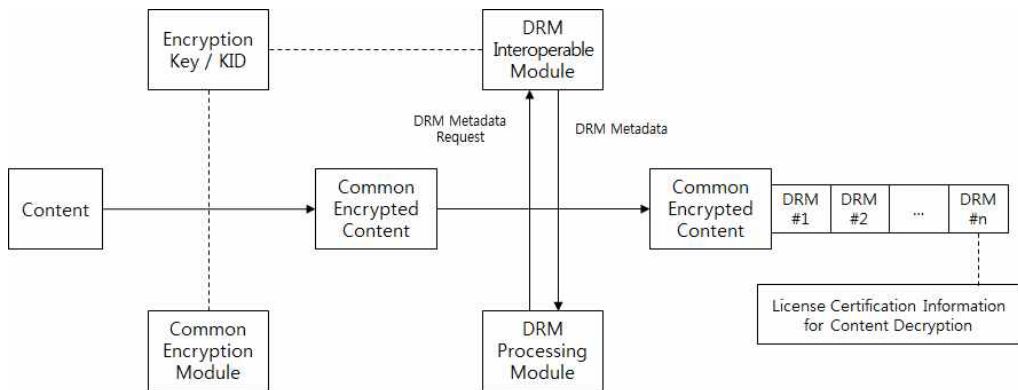 Encryption
Key / KID
DRM
Interoperable
Module
DRM Metadata
Request
DRM Metadata
Content
Common
Encrypted
Content
Common
Encrypted
Content
DRM
#1
DRM
#2
...
DRM
#n
Common
Encryption
Module
DRM
Processing
Module
License Certification Information
for Content Decryption